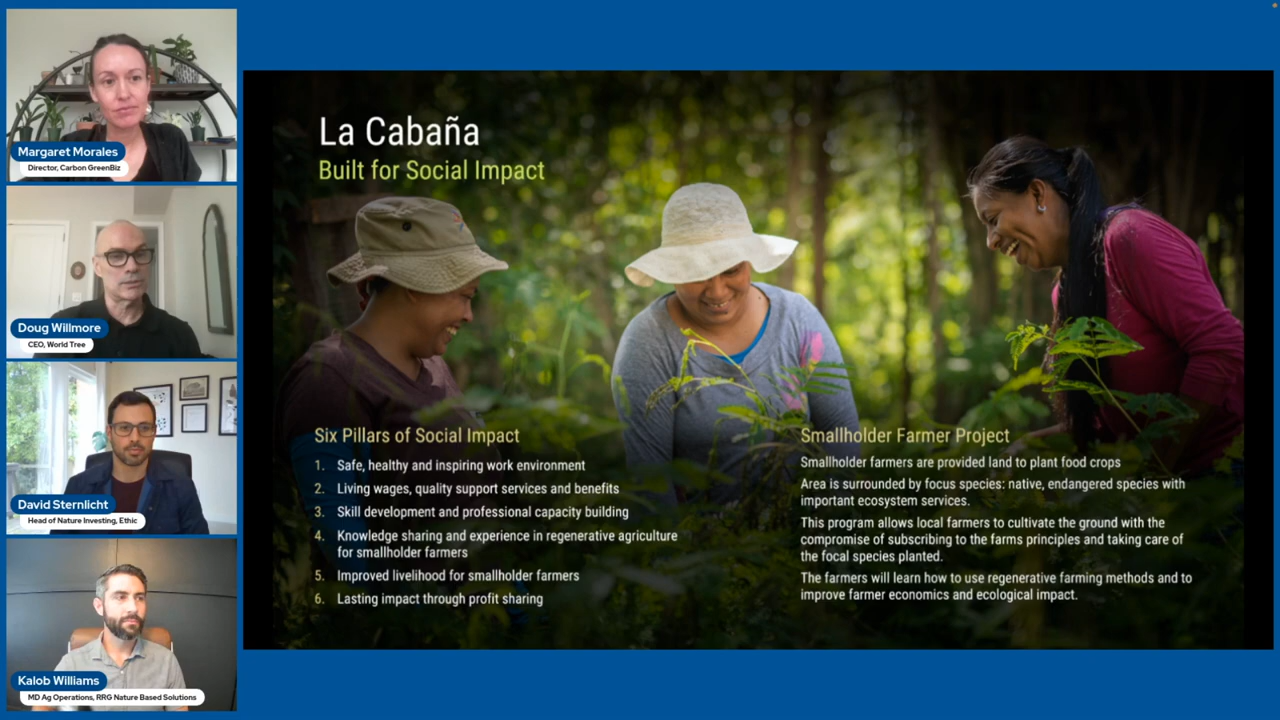 Margaret Morales
Director, Carbon GreenBiz
Doug Willmore
CEO, World Tree
David Sternlicht
Head of Nature Investing, Ethic
Kalob Williams
MD Ag Operations, RRG Nature Based Solutions
La Cabaña
Built for Social Impact
Six Pillars of Social Impact
1. Safe, healthy and inspiring work environment
2. Living wages, quality support services and benefits
3. Skill development and professional capacity building
4. Knowledge sharing and experience in regenerative agriculture
for smallholder farmers
5. Improved livelihood for smallholder farmers
6. Lasting impact through profit sharing
Smallholder Farmer Project
Smallholder farmers are provided land to plant food crops
Area is surrounded by focus species: native, endangered species with
important ecosystem services.
This program allows local farmers to cultivate the ground with the
compromise of subscribing to the farms principles and taking care of
the focal species planted.
The farmers will learn how to use regenerative farming methods and to
improve farmer economics and ecological impact.